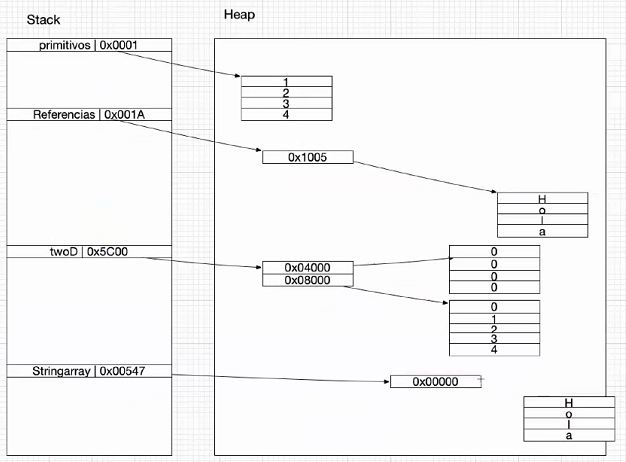 Stack
Heap
primitivos | 0x0001
1
2
3
4
Referencias | 0x001A
0x1005
H
o
l
a
twoD | 0x5C00
0x04000
0x08000
0
0
0
0
0
1
2
3
4
Stringarray | 0x00547
0x00000
H
o
l
a